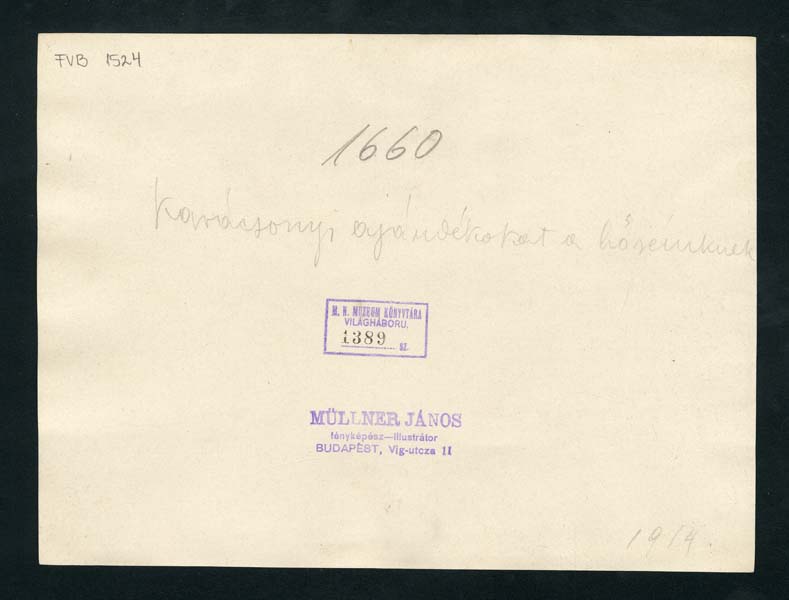 FVB 1524
1660
Karácsonyi ajándékokat a hőseinknek
M. N. MÚZEUM KÖNYVTÁRA
VILÁGHÁBORU.
1389 SZ.
MÜLLNER JÁNOS
fényképész—illustrátor
BUDAPEST, Vig-utcza 11
1914.